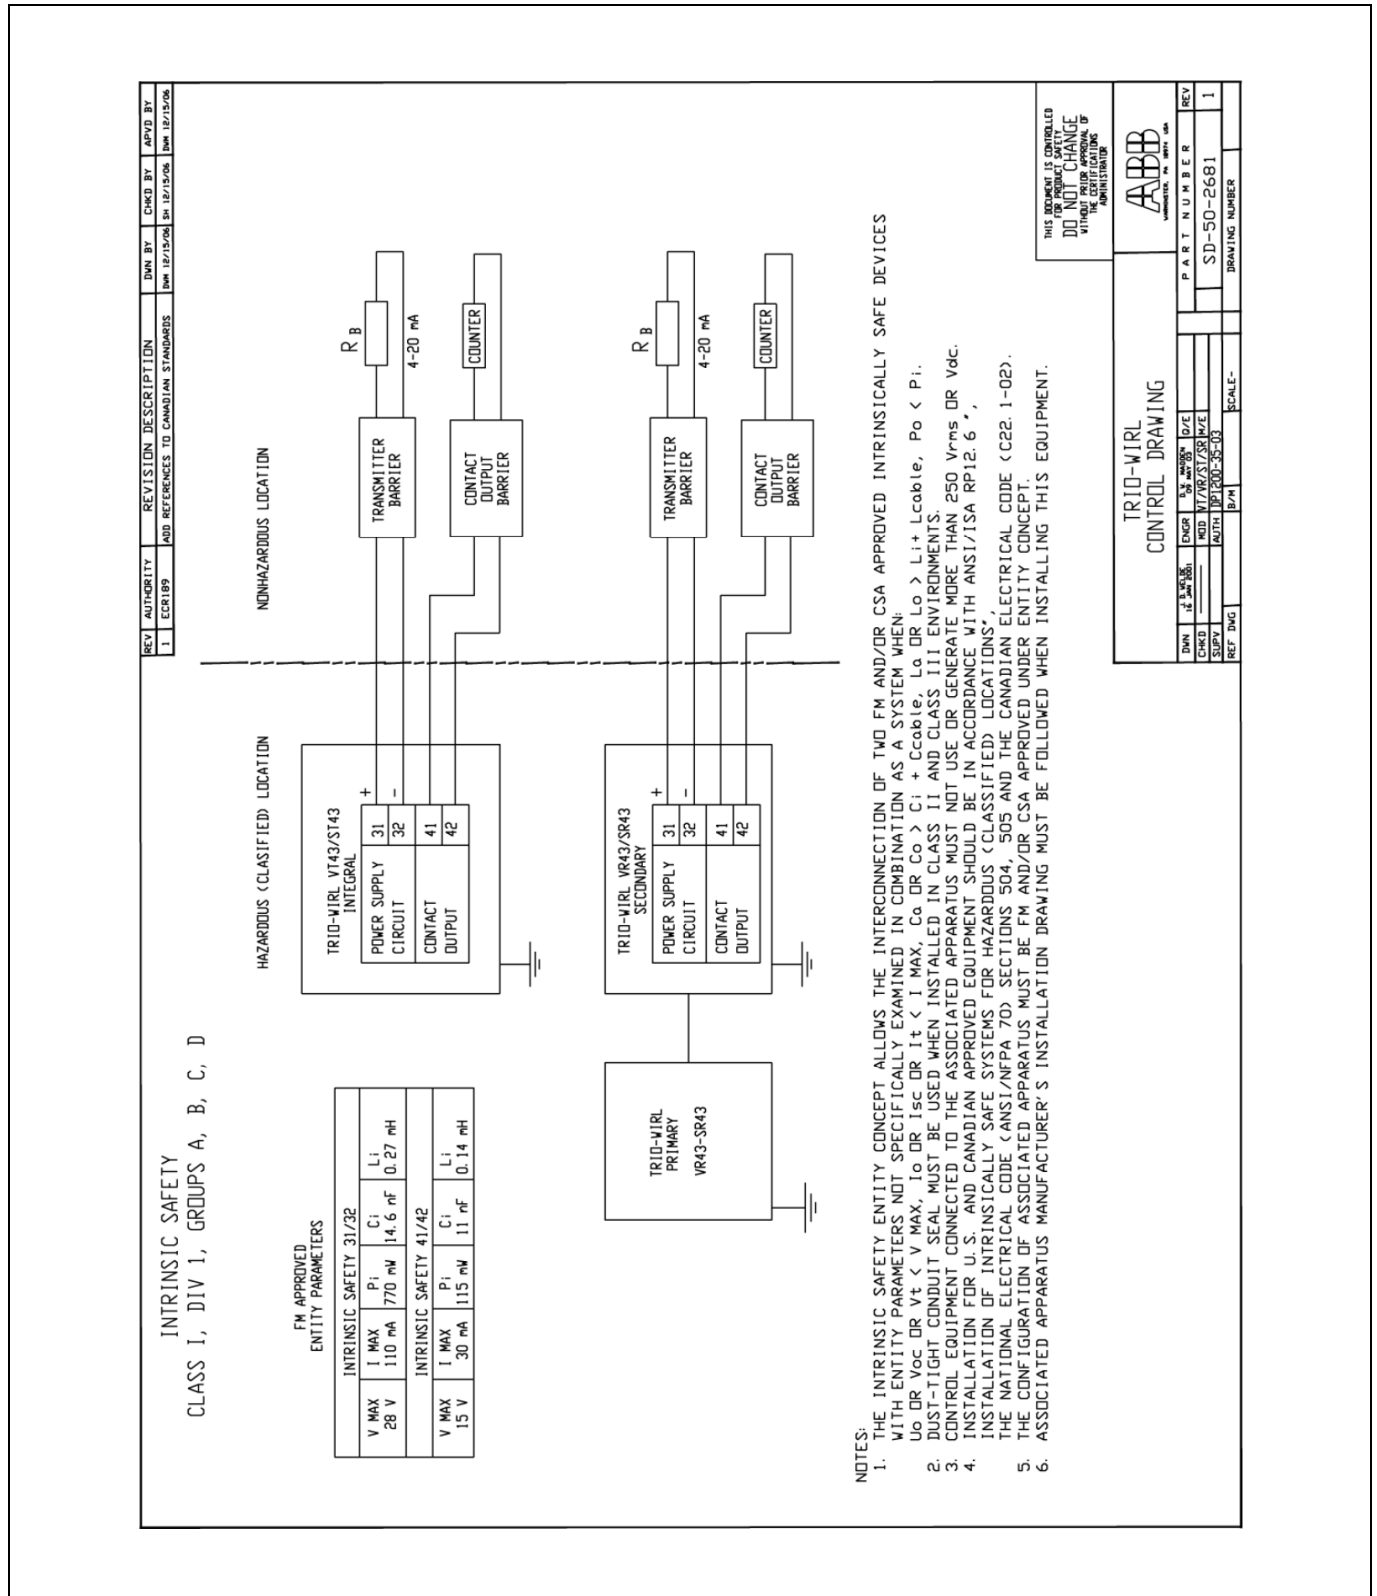 INTRINSIC SAFETY
CLASS I, DIV 1, GROUPS A, B, C, D
REV AUTHORITY REVISION DESCRIPTION DWN BY CHKD BY APVD BY
1 ECR189 ADD REFERENCES TO CANADIAN STANDARDS DWM 12/15/06 SH 12/15/06 DWM 12/15/06
HAZARDOUS (CLASIFIED) LOCATION
NONHAZARDOUS LOCATION
FM APPROVED
ENTITY PARAMETERS
INTRINSIC SAFETY 31/32
V MAX I MAX Pi Ci Li
28 V 110 mA 770 mW 14.6 nF 0.27 mH
INTRINSIC SAFETY 41/42
V MAX I MAX Pi Ci Li
15 V 30 mA 115 mW 11 nF 0.14 mH
TRIO-WIRL VT43/ST43
INTEGRAL
POWER SUPPLY
CIRCUIT
31 +
32 -
CONTACT
OUTPUT
41
42
TRANSMITTER
BARRIER
R B
4-20 mA
CONTACT
OUTPUT
BARRIER
COUNTER
TRIO-WIRL
PRIMARY
VR43-SR43
TRIO-WIRL VR43/SR43
SECONDARY
POWER SUPPLY
CIRCUIT
31 +
32 -
CONTACT
OUTPUT
41
42
TRANSMITTER
BARRIER
R B
4-20 mA
CONTACT
OUTPUT
BARRIER
COUNTER
NOTES:
1. THE INTRINSIC SAFETY ENTITY CONCEPT ALLOWS THE INTERCONNECTION OF TWO FM AND/OR CSA APPROVED INTRINSICALLY SAFE DEVICES
WITH ENTITY PARAMETERS NOT SPECIFICALLY EXAMINED IN COMBINATION AS A SYSTEM WHEN:
Uo OR Voc OR Vt < V MAX, Io OR Isc OR It < I MAX, Ca OR Co > Ci + Ccable, La OR Lo > Li+ Lcable, Po < Pi.
2. DUST-TIGHT CONDUIT SEAL MUST BE USED WHEN INSTALLED IN CLASS II AND CLASS III ENVIRONMENTS.
3. CONTROL EQUIPMENT CONNECTED TO THE ASSOCIATED APPARATUS MUST NOT USE OR GENERATE MORE THAN 250 Vrms OR Vdc.
4. INSTALLATION FOR U.S. AND CANADIAN APPROVED EQUIPMENT SHOULD BE IN ACCORDANCE WITH ANSI/ISA RP12.6 ",
INSTALLATION OF INTRINSICALLY SAFE SYSTEMS FOR HAZARDOUS (CLASSIFIED) LOCATIONS",
THE NATIONAL ELECTRICAL CODE (ANSI/NFPA 70) SECTIONS 504, 505 AND THE CANADIAN ELECTRICAL CODE (C22.1-02).
5. THE CONFIGURATION OF ASSOCIATED APPARATUS MUST BE FM AND/OR CSA APPROVED UNDER ENTITY CONCEPT.
6. ASSOCIATED APPARATUS MANUFACTURER'S INSTALLATION DRAWING MUST BE FOLLOWED WHEN INSTALLING THIS EQUIPMENT.
THIS DOCUMENT IS CONTROLLED
FOR PRODUCT SAFETY
DO NOT CHANGE
WITHOUT PRIOR APPROVAL OF
THE CERTIFICATIONS
ADMINISTRATOR
TRIO-WIRL
CONTROL DRAWING
ABB
WARMINSTER, PA 18974 USA
DWN J. D. WELDE 16 JAN 2001 ENGR D. V. MADDEN 09 MAY 03 Q/E
CHKD MOD VT/VR/ST/SR M/E
SUPV AUTH DP1200-35-03
PART NUMBER REV
SD-50-2681 1
REF DWG B/M SCALE- DRAWING NUMBER